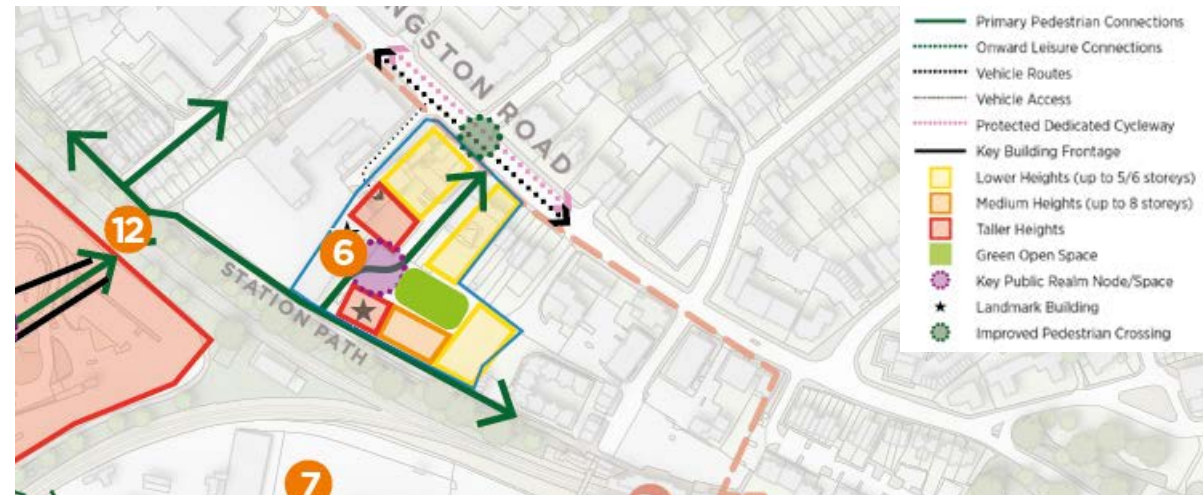 NGSTON ROAD
12
6
STATION PATH
7
Primary Pedestrian Connections
Onward Leisure Connections
Vehicle Routes
Vehicle Access
Protected Dedicated Cycleway
Key Building Frontage
Lower Heights (up to 5/6 storeys)
Medium Heights (up to 8 storeys)
Taller Heights
Green Open Space
Key Public Realm Node/Space
Landmark Building
Improved Pedestrian Crossing